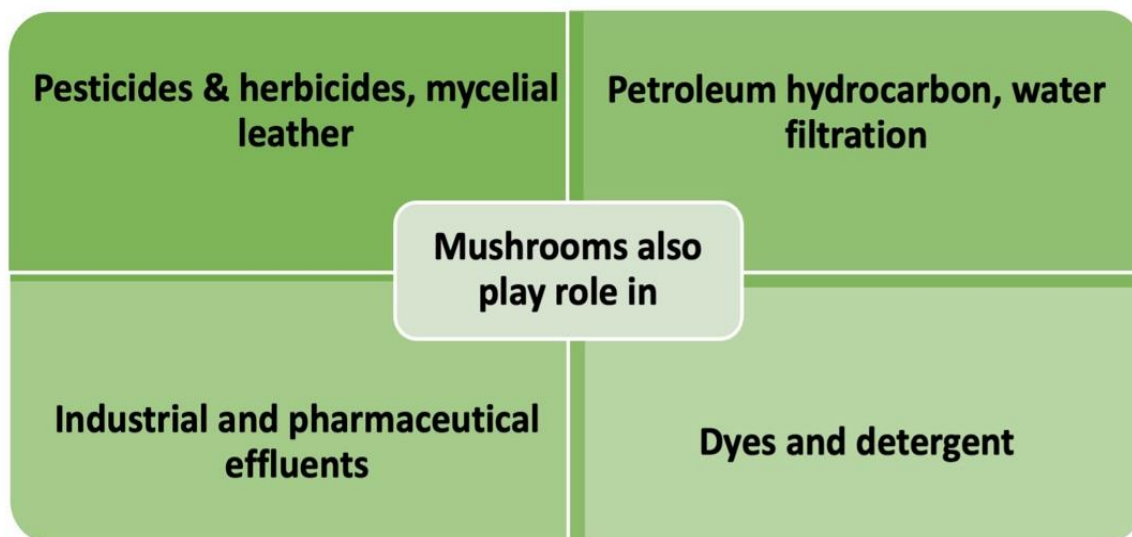 Pesticides & herbicides, mycelial
leather
Petroleum hydrocarbon, water
filtration
Mushrooms also
play role in
Industrial and pharmaceutical
effluents
Dyes and detergent